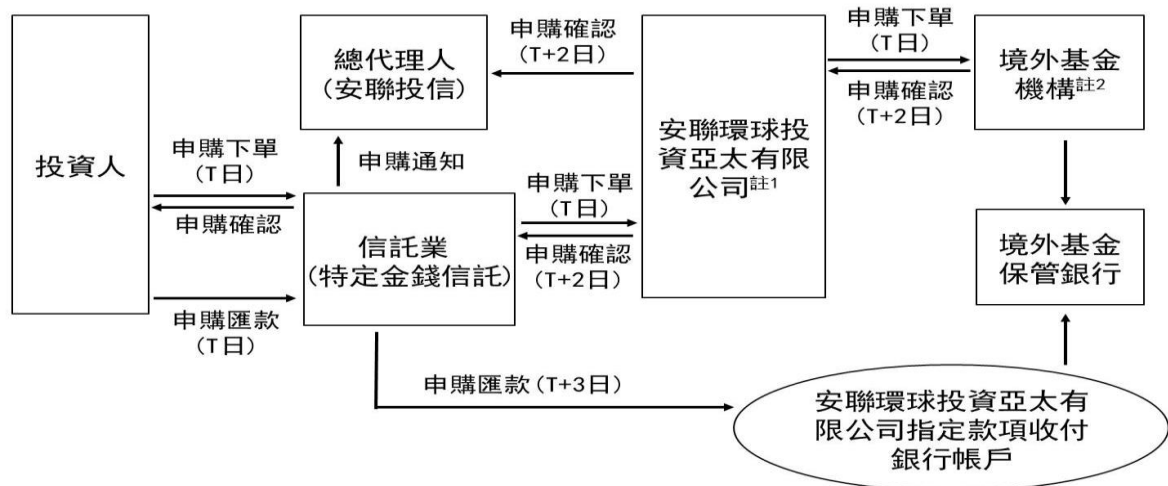 投資人
申購下單
(T日)
申購確認
申購匯款
(T日)
總代理人
(安聯投信)
申購通知
信託業
(特定金錢信託)
申購確認
(T+2日)
申購下單
(T日)
申購確認
(T+2日)
安聯環球投
資亞太有限
公司註1
申購下單
(T日)
申購確認
(T+2日)
境外基金
機構註2
境外基金
保管銀行
申購匯款(T+3日)
安聯環球投資亞太有
限公司指定款項收付
銀行帳戶